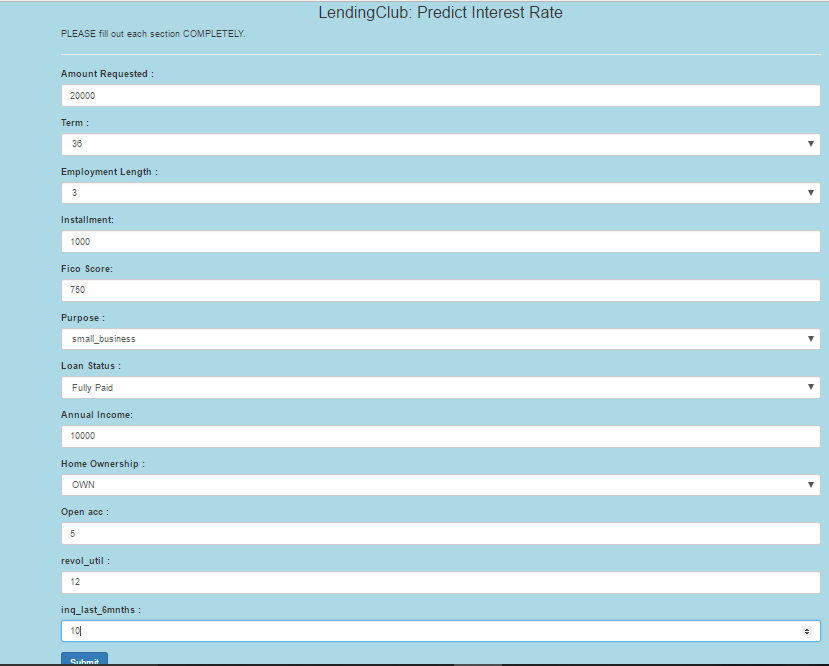 LendingClub: Predict Interest Rate
PLEASE fill out each section COMPLETELY.
Amount Requested :
20000
Term :
36
Employment Length :
3
Installment:
1000
Fico Score:
750
Purpose :
small_business
Loan Status :
Fully Paid
Annual Income:
10000
Home Ownership :
OWN
Open acc :
5
revol_util :
12
inq_last_6mnths :
10
Submit